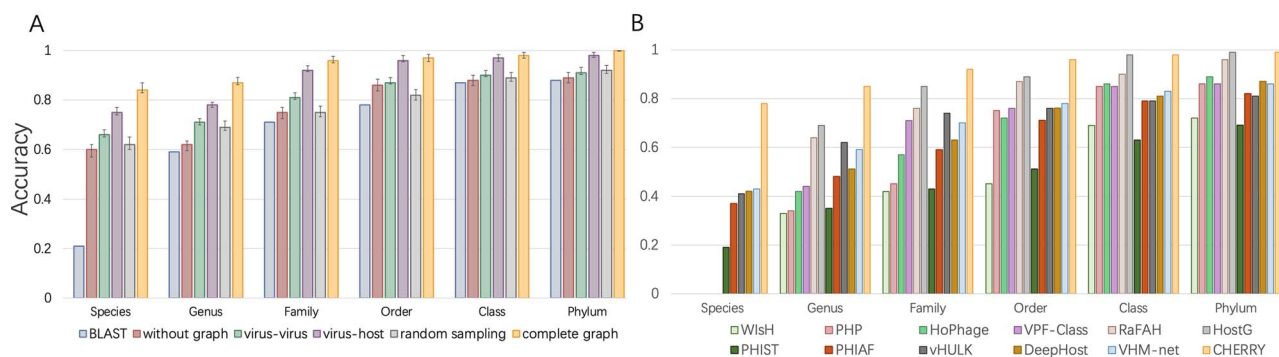 A
Accuracy
1
0.8
0.6
0.4
0.2
0
Species Genus Family Order Class Phylum
BLAST without graph virus-virus virus-host random sampling complete graph
B
1
0.8
0.6
0.4
0.2
0
Species Genus Family Order Class Phylum
WIsH PHP HoPhage VPF-Class RaFAH HostG
PHIST PHIAF vHULK DeepHost VHM-net CHERRY